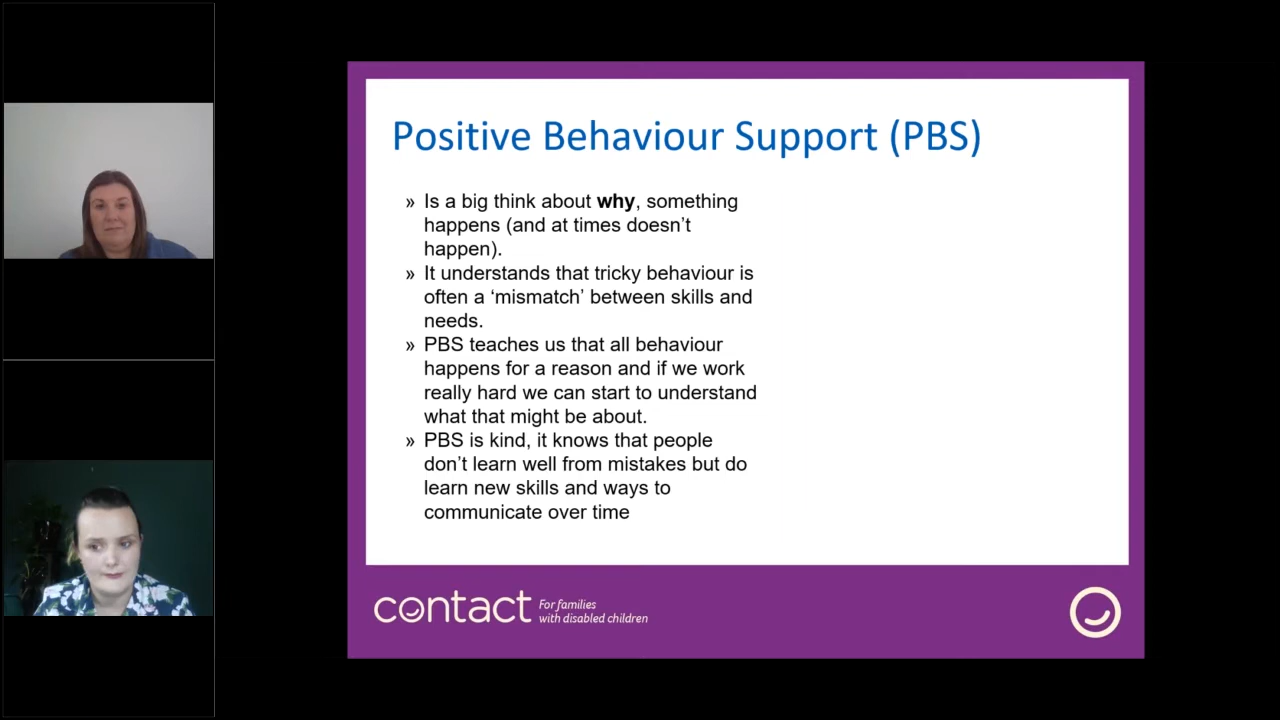 Positive Behaviour Support (PBS)
» Is a big think about why, something
happens (and at times doesn’t
happen).
» It understands that tricky behaviour is
often a ‘mismatch’ between skills and
needs.
» PBS teaches us that all behaviour
happens for a reason and if we work
really hard we can start to understand
what that might be about.
» PBS is kind, it knows that people
don’t learn well from mistakes but do
learn new skills and ways to
communicate over time
contact
For families
with disabled children